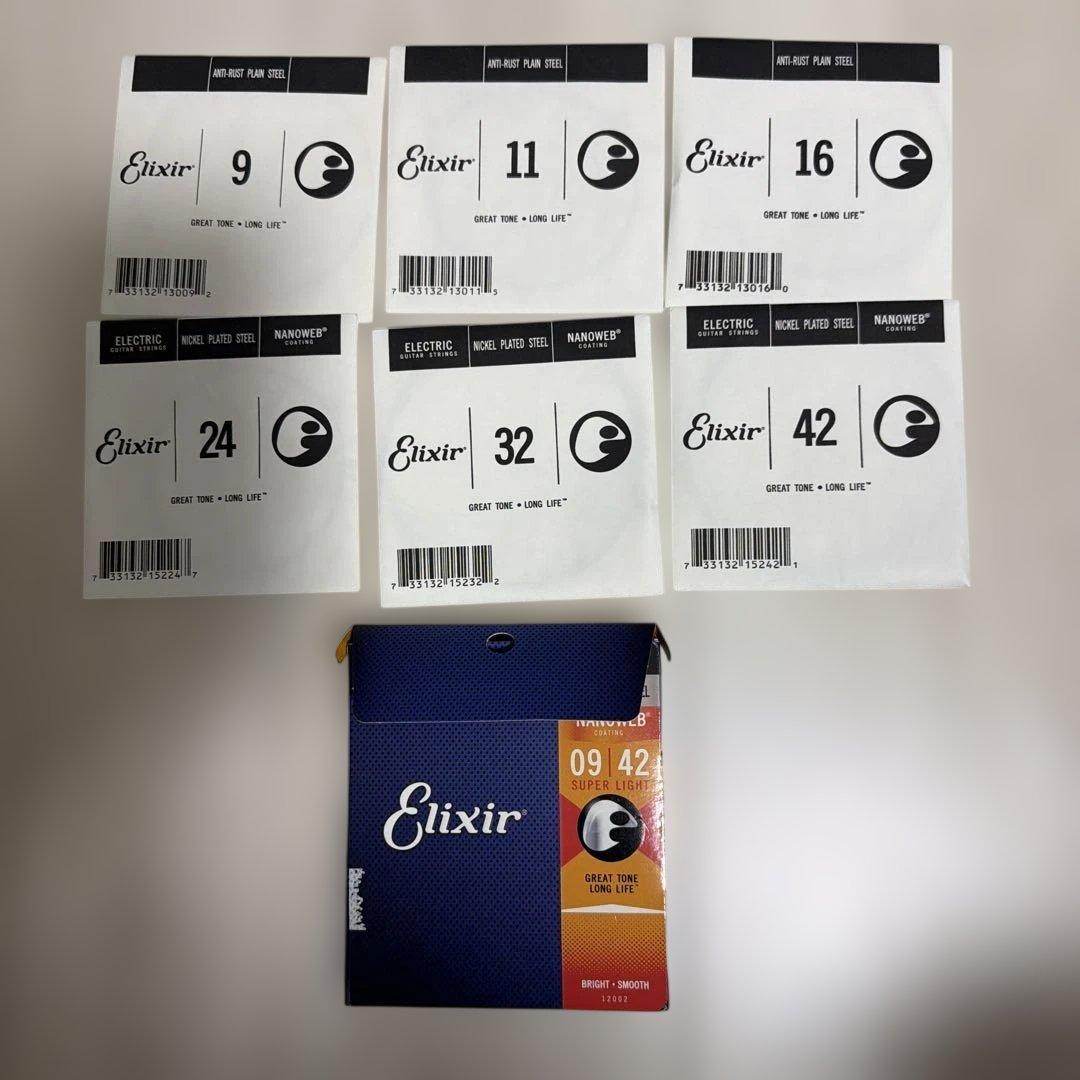 ANTI-RUST PLAIN STEEL
Elixir® 9
GREAT TONE • LONG LIFE™
7 33132 13009 2
ANTI-RUST PLAIN STEEL
Elixir® 11
GREAT TONE • LONG LIFE™
7 33132 13011 5
ANTI-RUST PLAIN STEEL
Elixir® 16
GREAT TONE • LONG LIFE™
7 33132 13016 0
ELECTRIC
GUITAR STRINGS
NICKEL PLATED STEEL
NANOWEB®
COATING
Elixir® 24
GREAT TONE • LONG LIFE™
7 33132 15224 7
ELECTRIC
GUITAR STRINGS
NICKEL PLATED STEEL
NANOWEB®
COATING
Elixir® 32
GREAT TONE • LONG LIFE™
7 33132 15232 2
ELECTRIC
GUITAR STRINGS
NICKEL PLATED STEEL
NANOWEB®
COATING
Elixir® 42
GREAT TONE • LONG LIFE™
7 33132 15242 1
Elixir®
NANOWEB®
COATING
09 | 42
SUPER LIGHT
GREAT TONE
LONG LIFE™
BRIGHT • SMOOTH
12002